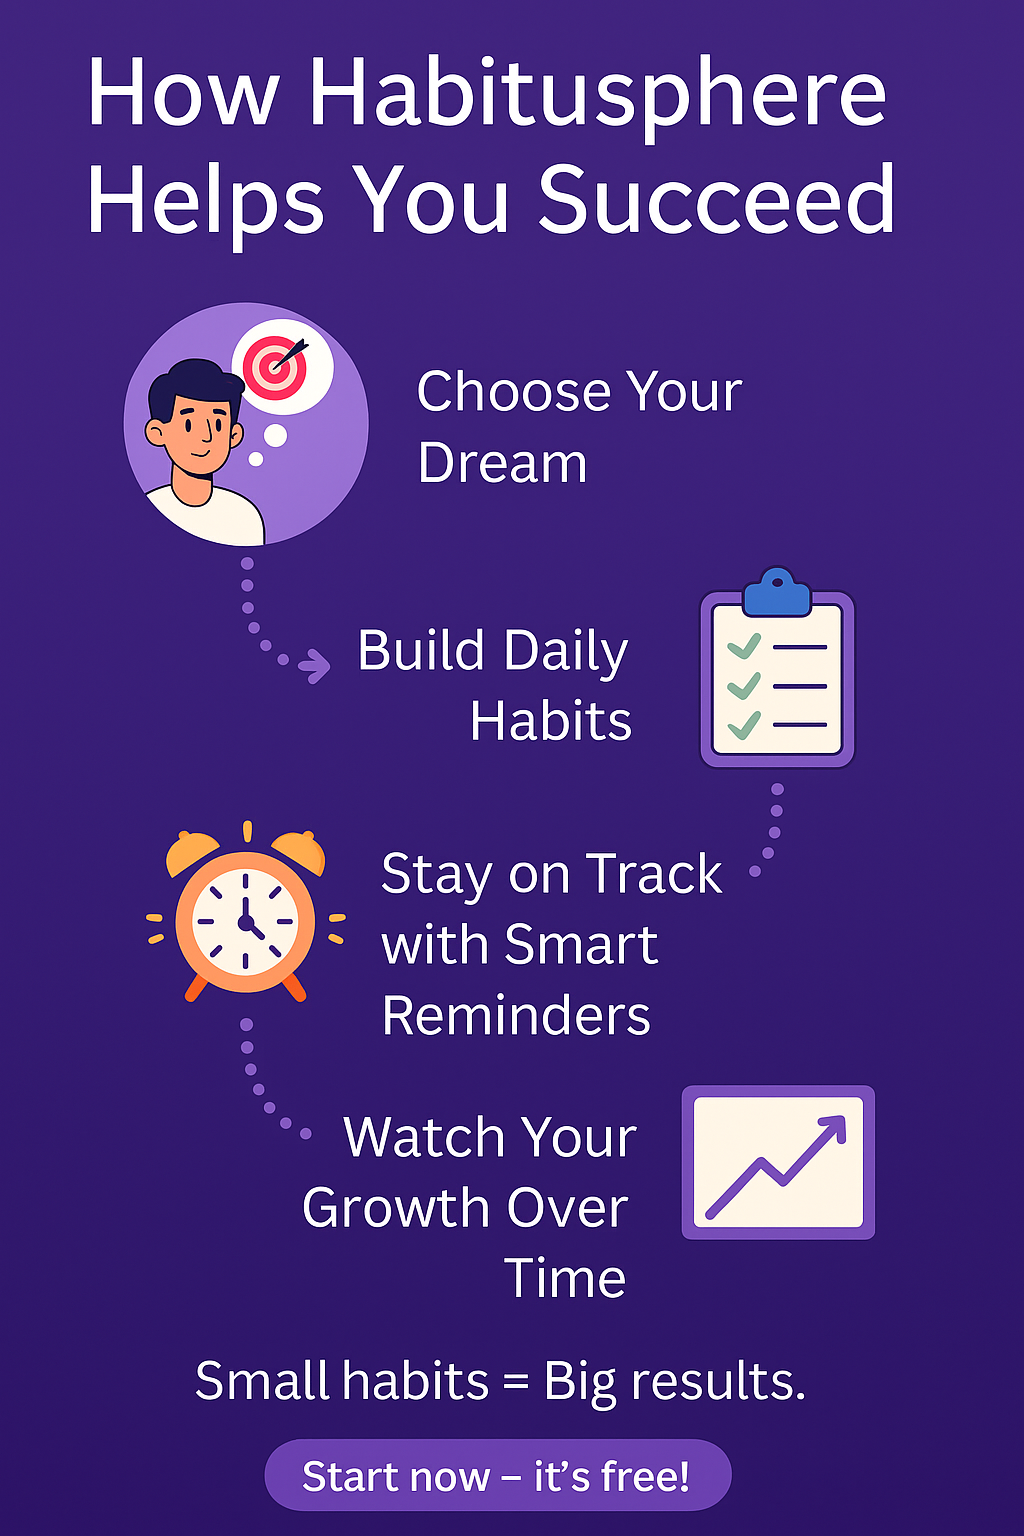 How Habitusphere
Helps You Succeed
Choose Your
Dream
Build Daily
Habits
Stay on Track
with Smart
Reminders
Watch Your
Growth Over
Time
Small habits = Big results.
Start now – it’s free!